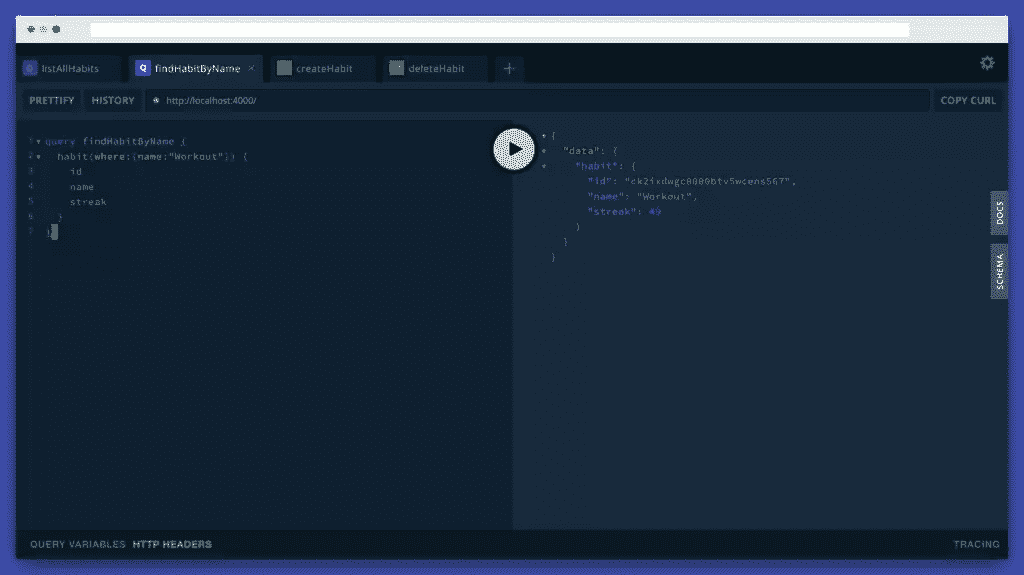 listAllHabits Q findHabitByName × createHabit deleteHabit +
PRETTIFY HISTORY http://localhost:4000/ COPY CURL
1 query findHabitByName {
2 habit(where:{name:"Workout"}) {
3 id
4 name
5 streak
6 }
7 }
{
"data": {
"habit": {
"id":
"name": "Workout",
"streak": 49
}
}
}
DOCS
SCHEMA
QUERY VARIABLES HTTP HEADERS TRACING